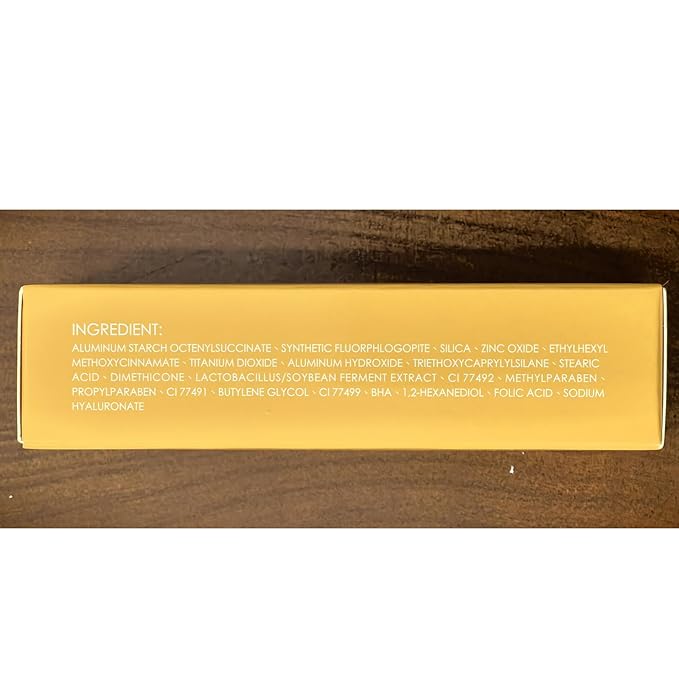 INGREDIENT:
ALUMINUM STARCH OCTENYLSUCCINATE、SYNTHETIC FLUORPHLOGOPITE、SILICA、ZINC OXIDE、ETHYLHEXYL
METHOXYCINNAMATE、TITANIUM DIOXIDE、ALUMINUM HYDROXIDE、TRIETHOXYCAPRYLYLSILANE、STEARIC
ACID、DIMETHICONE、LACTOBACILLUS/SOYBEAN FERMENT EXTRACT、CI 77492、METHYLPARABEN、
PROPYLPARABEN、CI 77491、BUTYLENE GLYCOL、CI 77499、BHA、1,2-HEXANEDIOL、FOLIC ACID、SODIUM
HYALURONATE